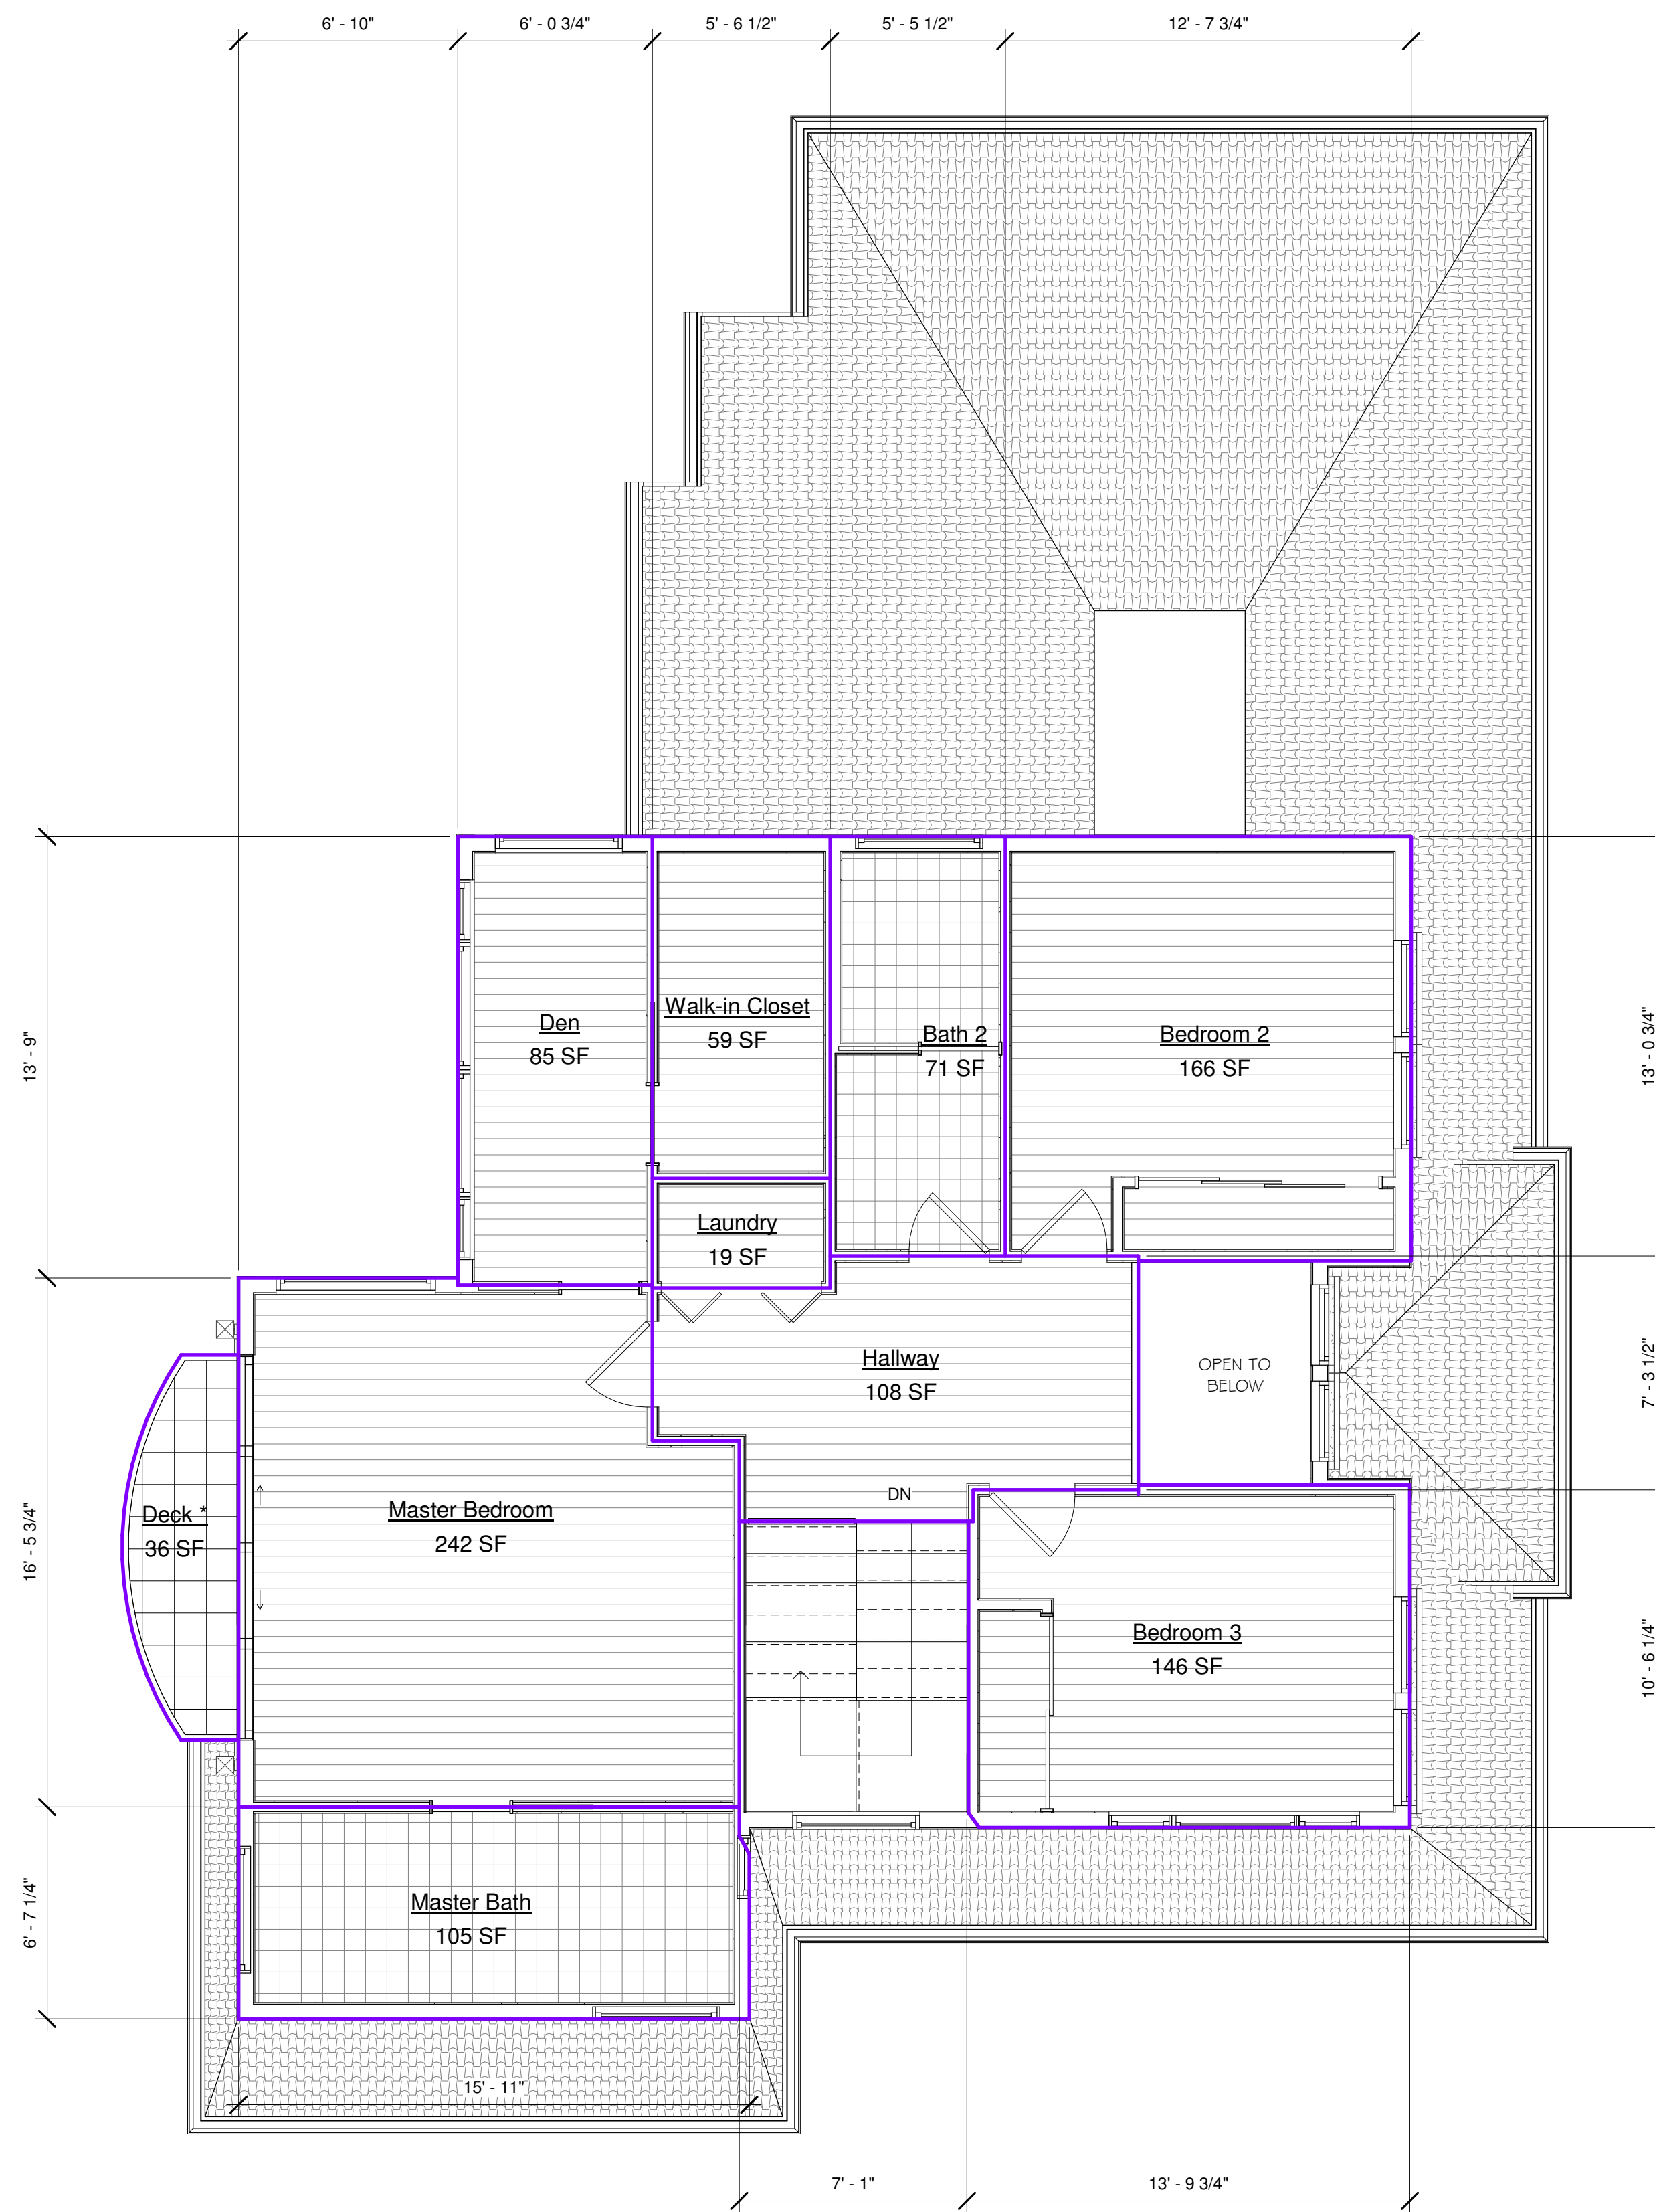 6' - 10"
6' - 0 3/4"
5' - 6 1/2"
5' - 5 1/2"
12' - 7 3/4"
13' - 9"
13' - 0 3/4"
Den
85 SF
Walk-in Closet
59 SF
Bath 2
71 SF
Bedroom 2
166 SF
Laundry
19 SF
Hallway
108 SF
OPEN TO
BELOW
7' - 3 1/2"
16' - 5 3/4"
Deck *
36 SF
Master Bedroom
242 SF
DN
Bedroom 3
146 SF
10' - 6 1/4"
6' - 7 1/4"
Master Bath
105 SF
15' - 11"
7' - 1"
13' - 9 3/4"